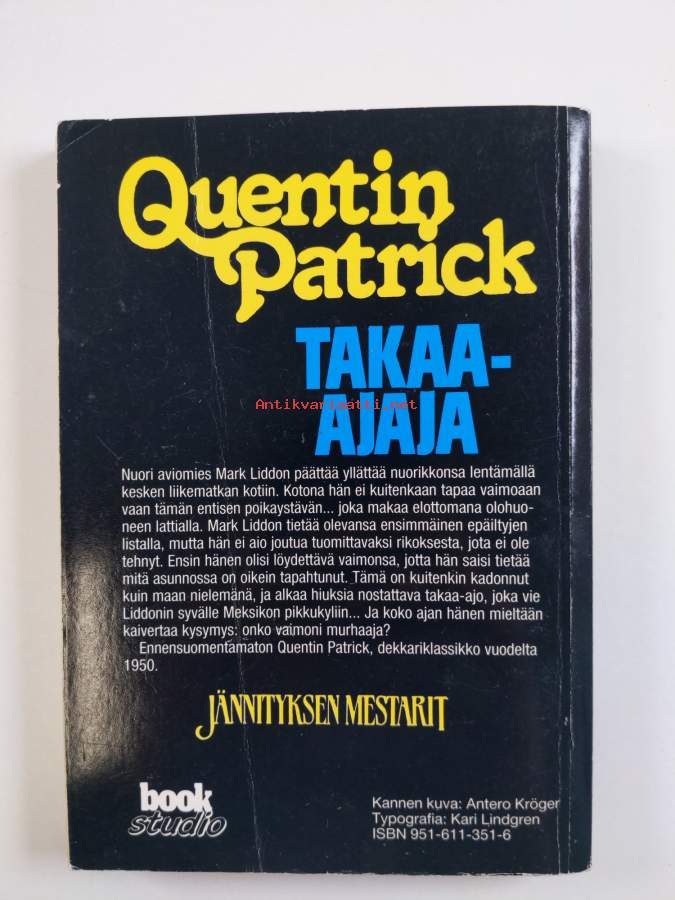 Quentin
Patrick
TAKAA-
AJAJA
Antikvariaatti.net
Nuori aviomies Mark Liddon päättää yllättää nuorikkonsa lentämällä
kesken liikematkan kotiin. Kotona hän ei kuitenkaan tapaa vaimoaan
vaan tämän entisen poikaystävän... joka makaa elottomana olohuo-
neen lattialla. Mark Liddon tietää olevansa ensimmäinen epäiltyjen
listalla, mutta hän ei aio joutua tuomittavaksi rikoksesta, jota ei ole
tehnyt. Ensin hänen olisi löydettävä vaimonsa, jotta hän saisi tietää
mitä asunnossa on oikein tapahtunut. Tämä on kuitenkin kadonnut
kuin maan nielemänä, ja alkaa hiuksia nostattava takaa-ajo, joka vie
Liddonin syvälle Meksikon pikkukyliin... Ja koko ajan hänen mieltään
kaivertaa kysymys: onko vaimoni murhaaja?
Ennensuomentamaton Quentin Patrick, dekkariklassikko vuodelta
1950.
JÄNNITYKSEN MESTARIT
book
studio
Kannen kuva: Antero Kröger
Typografia: Kari Lindgren
ISBN 951-611-351-6